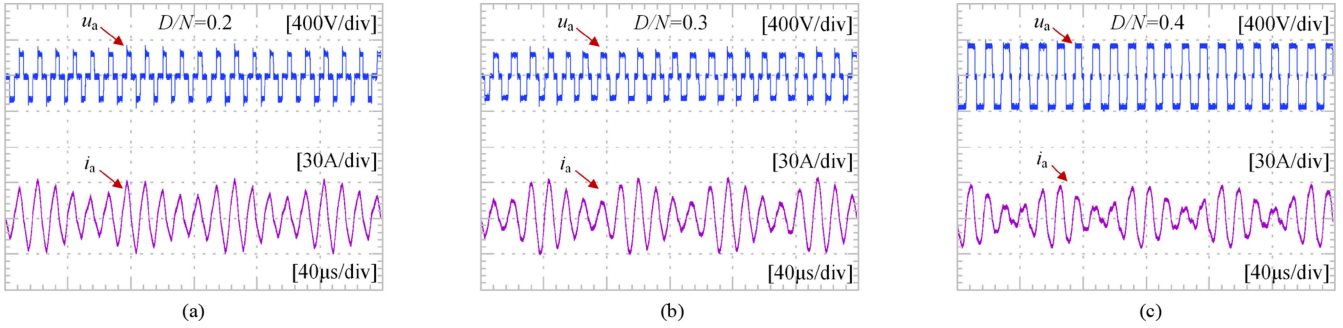 uₐ D/N=0.2 [400V/div]
iₐ [30A/div]
[40μs/div]
(a)
uₐ D/N=0.3 [400V/div]
iₐ [30A/div]
[40μs/div]
(b)
uₐ D/N=0.4 [400V/div]
iₐ [30A/div]
[40μs/div]
(c)